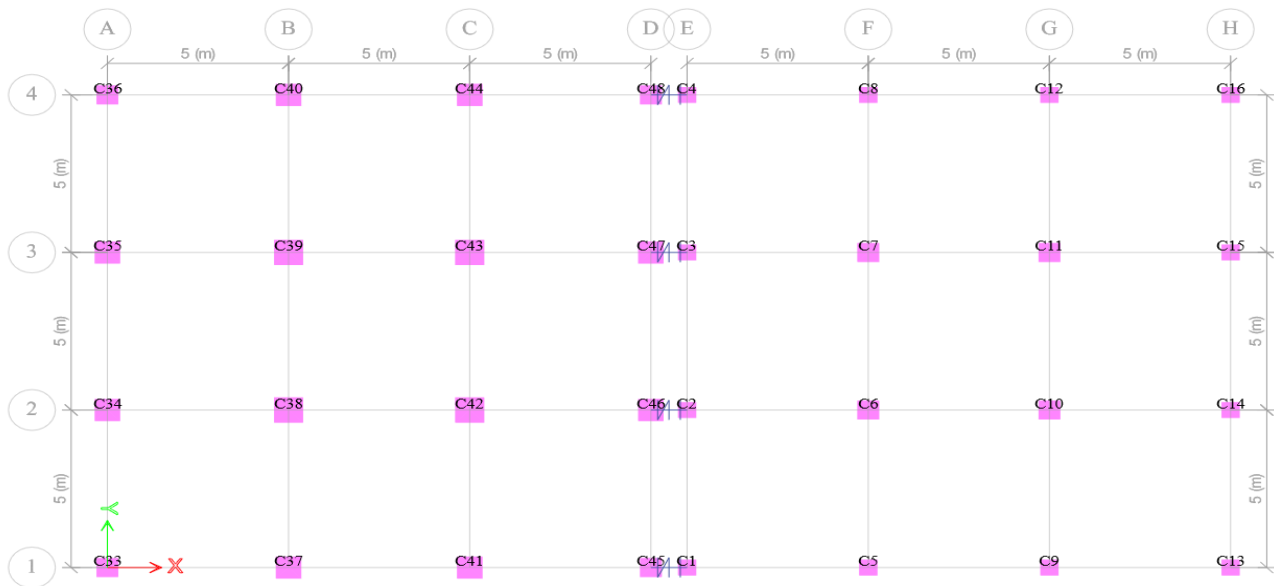 A B C D E F G H
5 (m) 5 (m) 5 (m) 5 (m) 5 (m) 5 (m)
4 C36 C40 C44 C48 C4 C8 C12 C16
5 (m) 5 (m)
3 C35 C39 C43 C47 C3 C7 C11 C15
5 (m) 5 (m)
2 C34 C38 C42 C46 C2 C6 C10 C14
5 (m) 5 (m)
Y
1 C33 X C37 C41 C45 C1 C5 C9 C13